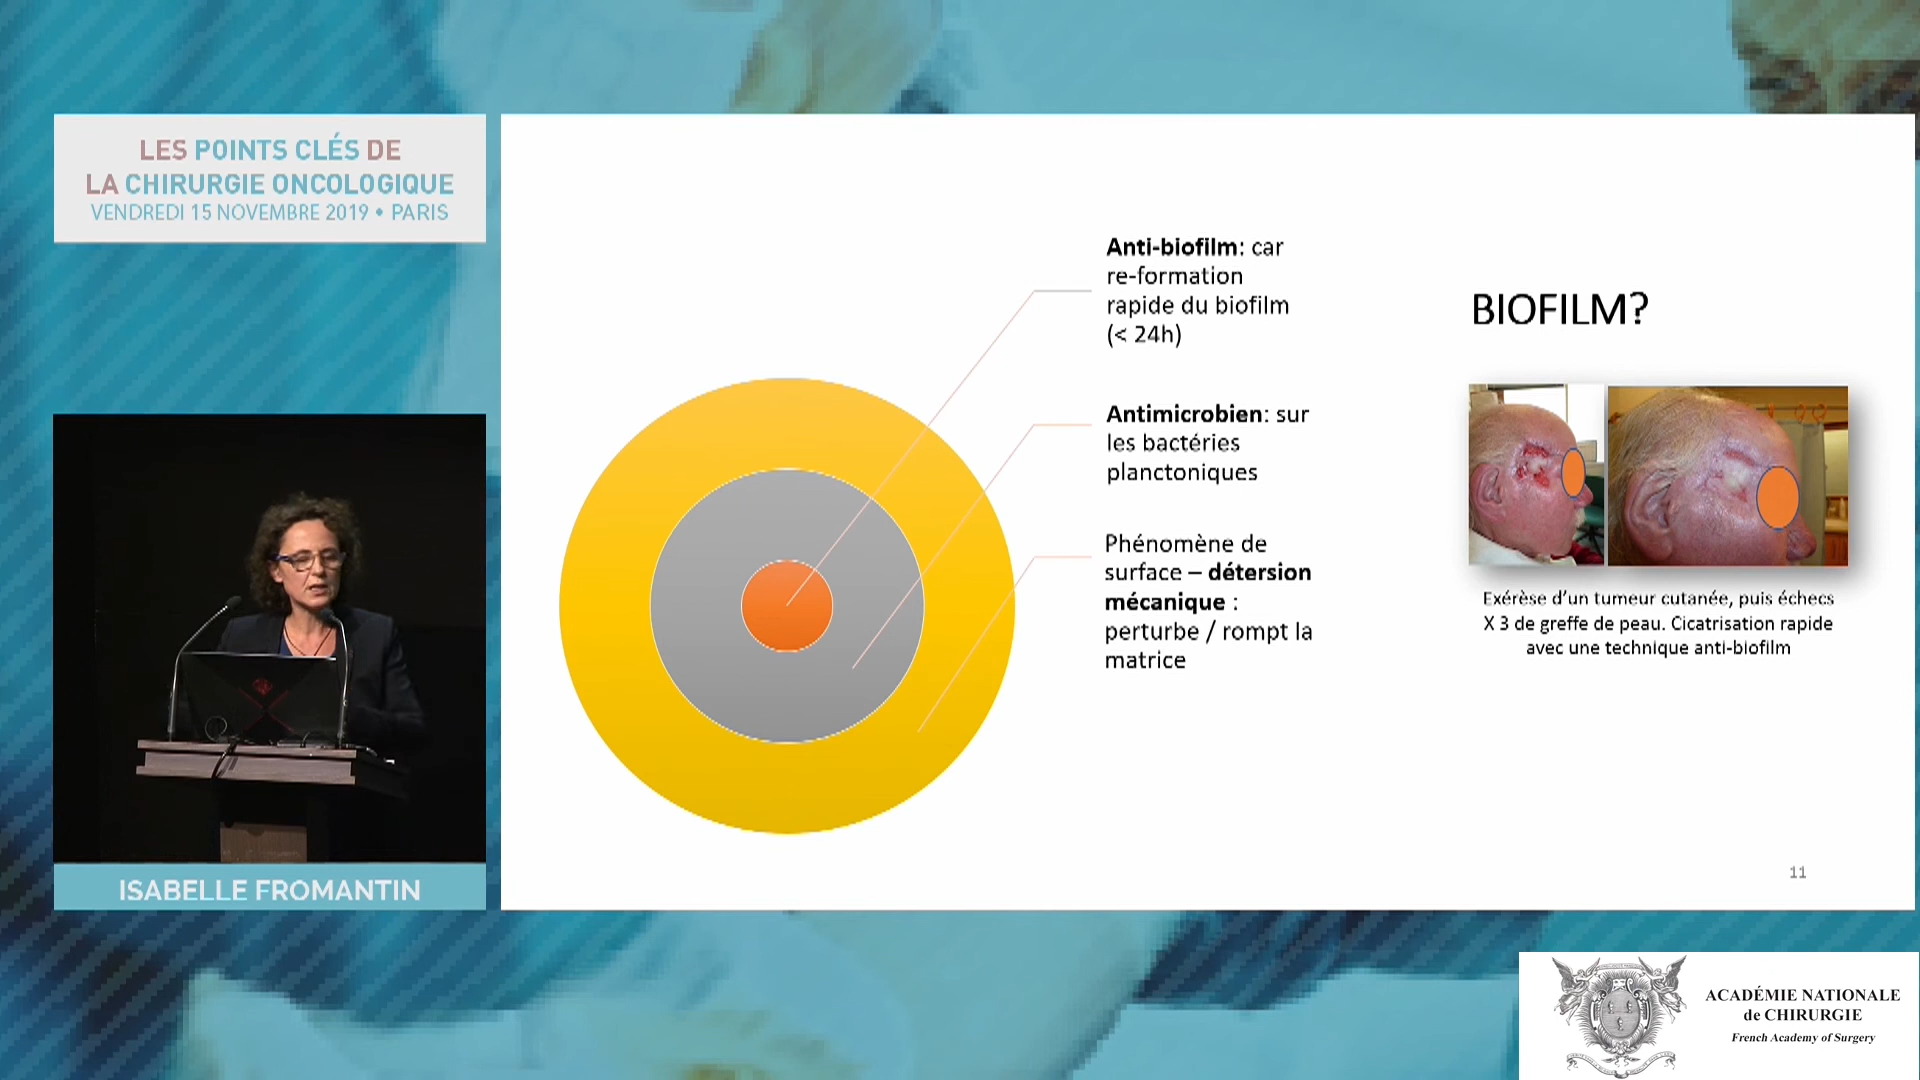 LES POINTS CLÉS DE
LA CHIRURGIE ONCOLOGIQUE
VENDREDI 15 NOVEMBRE 2019 • PARIS
ISABELLE FROMANTIN
Anti-biofilm: car
re-formation
rapide du biofilm
(< 24h)
Antimicrobien: sur
les bactéries
planctoniques
Phénomène de
surface – détersion
mécanique :
perturbe / rompt la
matrice
BIOFILM?
Exérèse d’un tumeur cutanée, puis échecs
X 3 de greffe de peau. Cicatrisation rapide
avec une technique anti-biofilm
11
ACADÉMIE NATIONALE
de CHIRURGIE
French Academy of Surgery